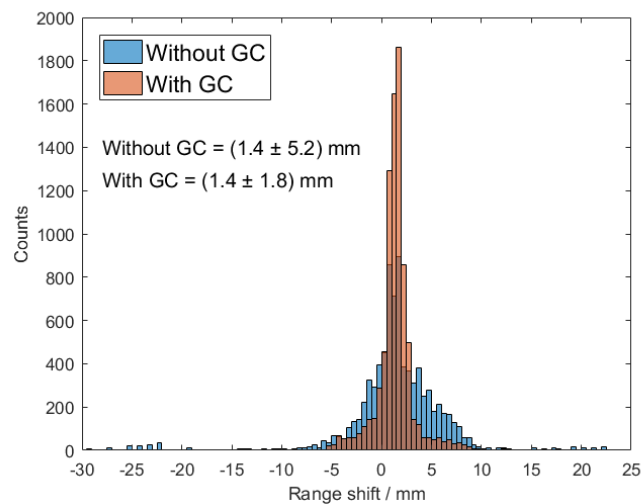 2000
1800
1600
1400
1200
1000
800
600
400
200
0
Counts
Without GC
With GC
Without GC = (1.4 ± 5.2) mm
With GC = (1.4 ± 1.8) mm
-30 -25 -20 -15 -10 -5 0 5 10 15 20 25
Range shift / mm